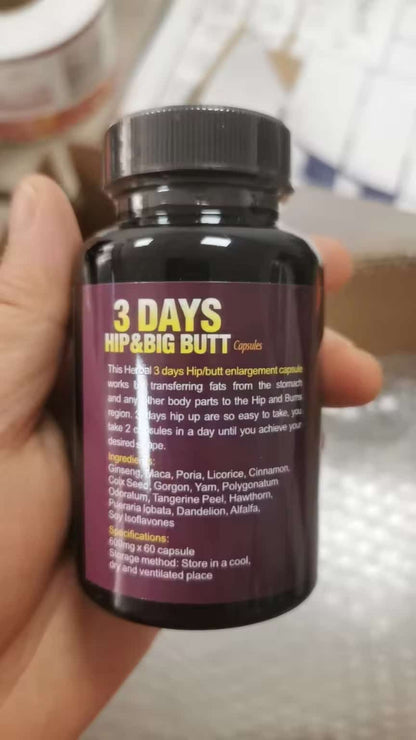 3 DAYS
HIP&BIG BUTT Capsules
This Herbal 3 days Hip/butt enlargement capsule
works by transferring fats from the stomach
and any other body parts to the Hip and Bums
region. 3 days hip up are so easy to take, you
take 2 capsules in a day until you achieve your
desired shape.
Ingredients:
Ginseng, Maca, Poria, Licorice, Cinnamon,
Coix Seed, Gorgon, Yam, Polygonatum
Odoratum, Tangerine Peel, Hawthorn,
Pueraria lobata, Dandelion, Alfalfa,
Soy Isoflavones
Specifications:
600mg x 60 capsule
Storage method: Store in a cool,
dry and ventilated place